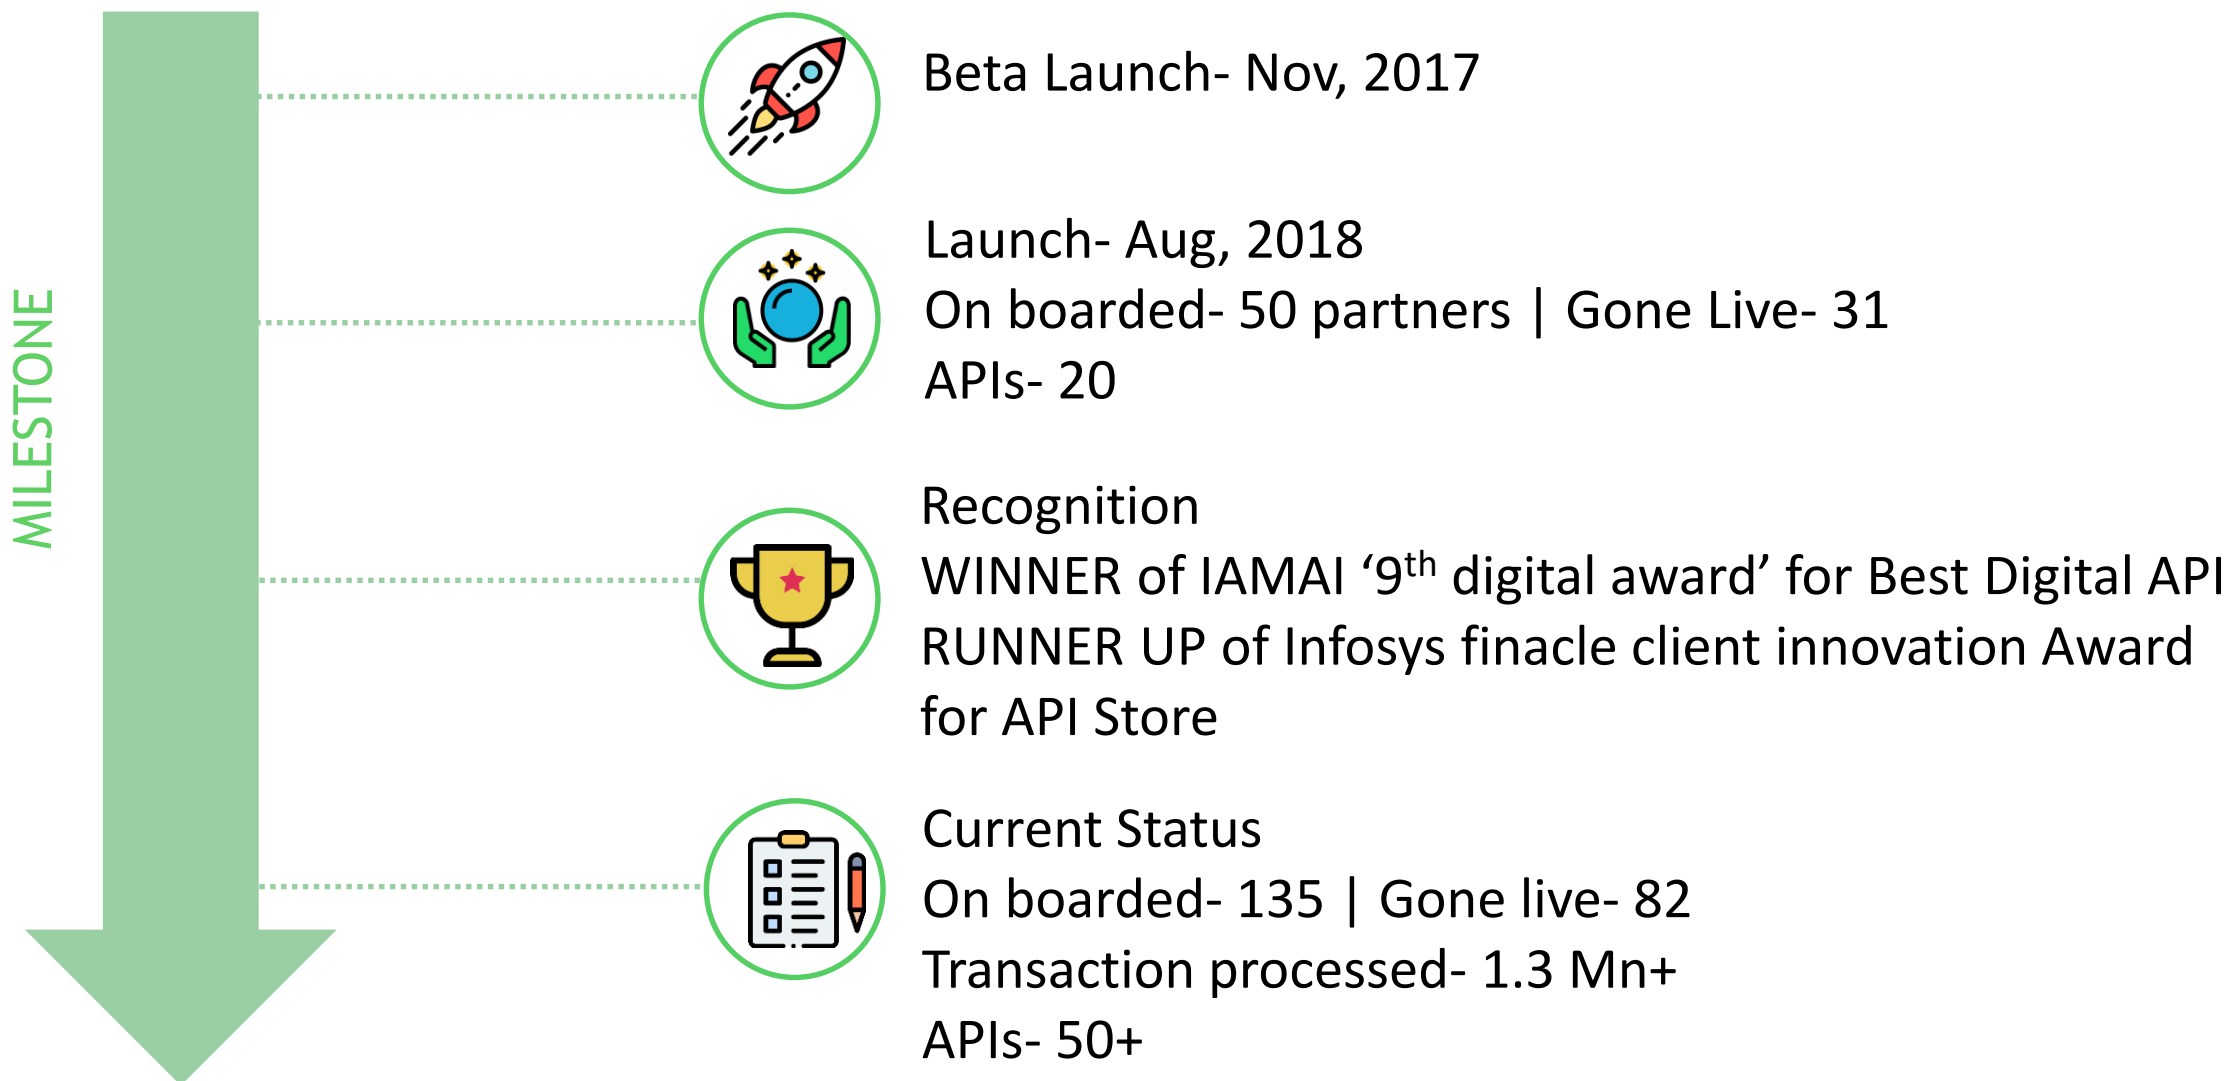 MILESTONE
Beta Launch- Nov, 2017
Launch- Aug, 2018
On boarded- 50 partners | Gone Live- 31
APIs- 20
Recognition
WINNER of IAMAI ‘9th digital award’ for Best Digital API
RUNNER UP of Infosys finacle client innovation Award
for API Store
Current Status
On boarded- 135 | Gone live- 82
Transaction processed- 1.3 Mn+
APIs- 50+